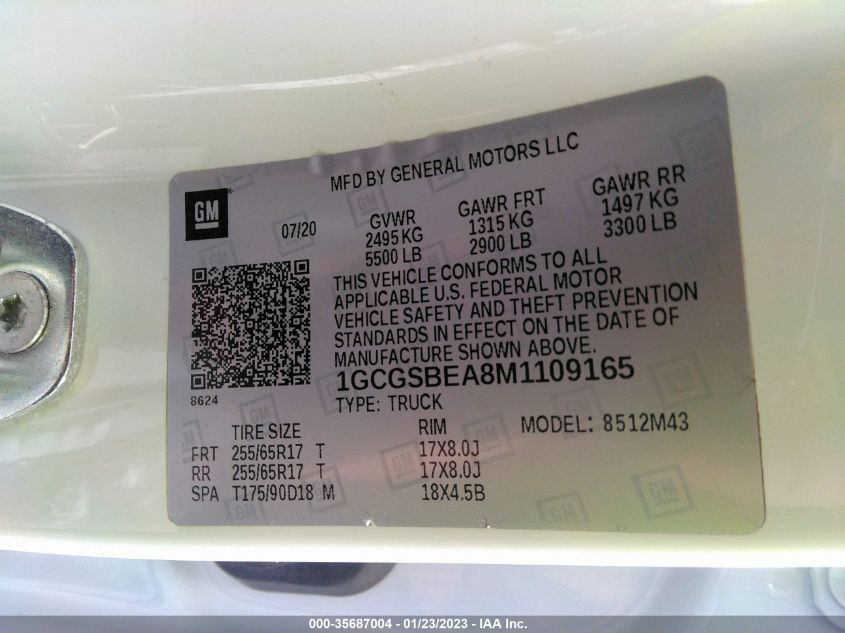 MFD BY GENERAL MOTORS LLC
GM
07/20
GVWR GAWR FRT GAWR RR
2495 KG 1315 KG 1497 KG
5500 LB 2900 LB 3300 LB
THIS VEHICLE CONFORMS TO ALL
APPLICABLE U.S. FEDERAL MOTOR
VEHICLE SAFETY AND THEFT PREVENTION
STANDARDS IN EFFECT ON THE DATE OF
MANUFACTURE SHOWN ABOVE.
8624
1GCGSBEA8M1109165
TYPE: TRUCK
MODEL: 8512M43
TIRE SIZE RIM
FRT 255/65R17 T 17X8.0J
RR 255/65R17 T 17X8.0J
SPA T175/90D18 M 18X4.5B
000-35687004 - 01/23/2023 - IAA Inc.